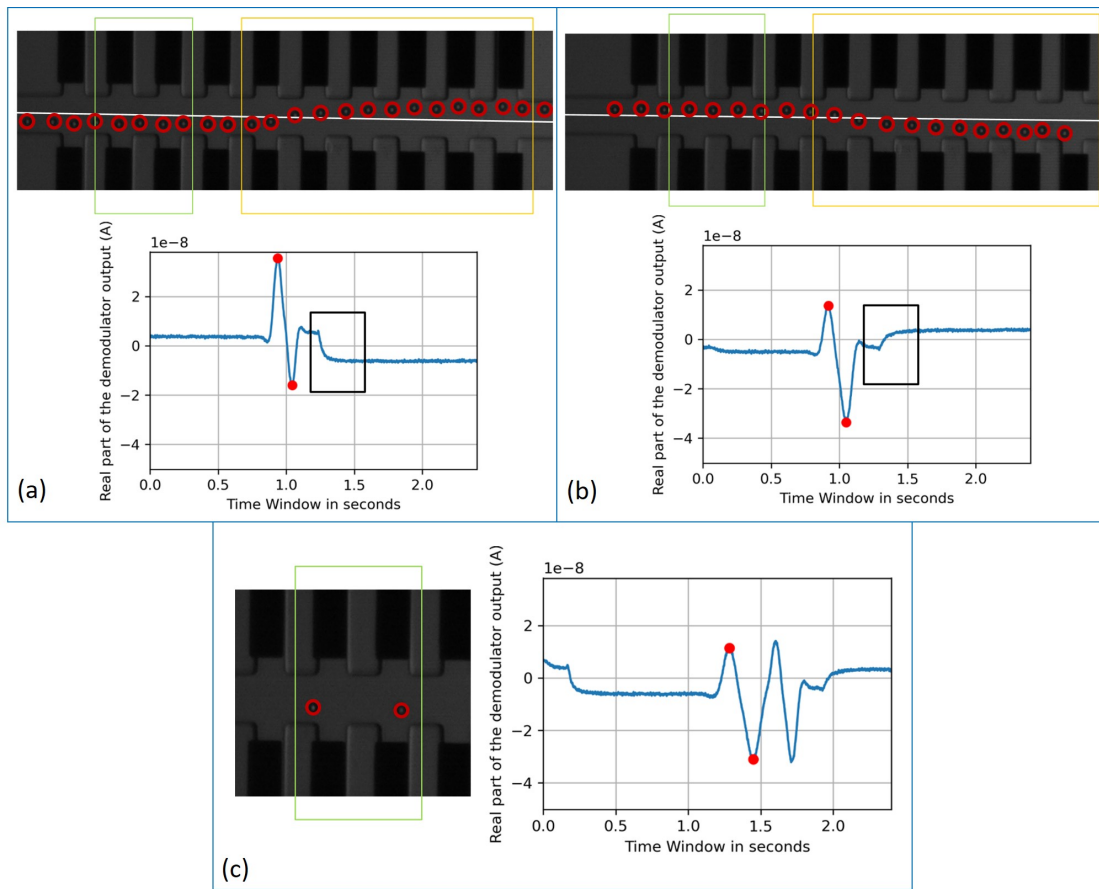 1e−8
Real part of the demodulator output (A)
2
0
−2
−4
0.0 0.5 1.0 1.5 2.0
Time Window in seconds
(a)
1e−8
Real part of the demodulator output (A)
2
0
−2
−4
0.0 0.5 1.0 1.5 2.0
Time Window in seconds
(b)
1e−8
Real part of the demodulator output (A)
2
0
−2
−4
0.0 0.5 1.0 1.5 2.0
Time Window in seconds
(c)